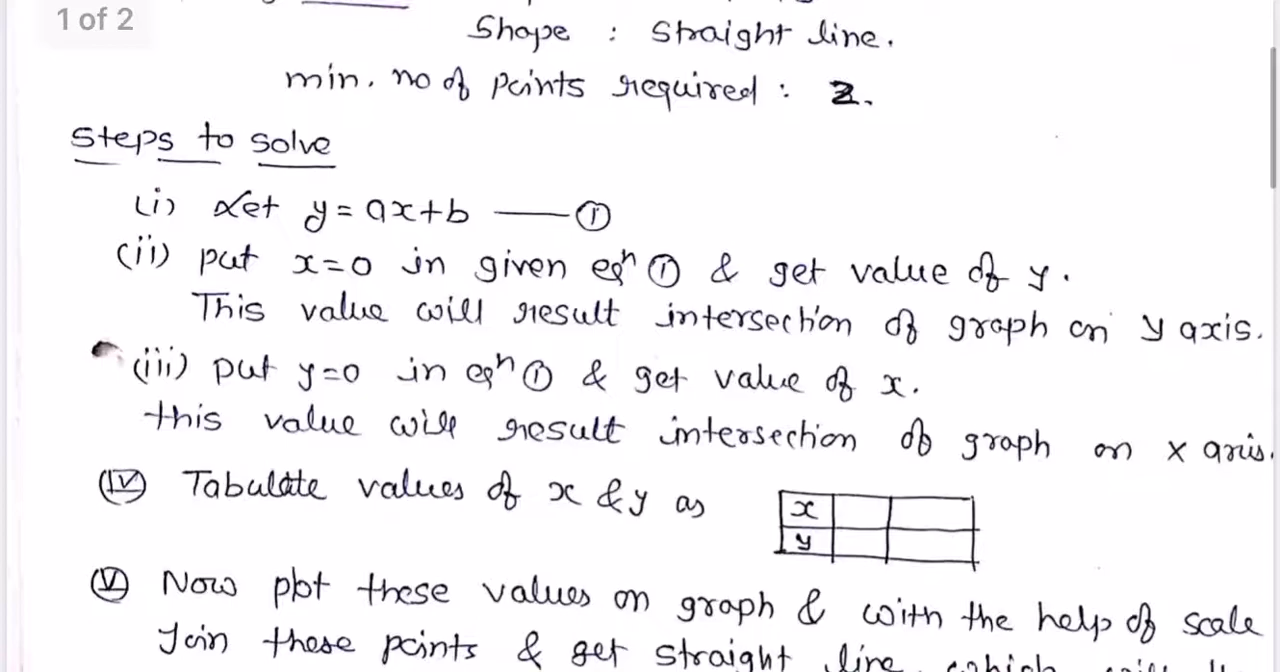 1 of 2
Shape : Straight line.
min. no of points required : 2.
Steps to solve
(i) Let y = ax+b —— ①
(ii) put x=0 in given eqⁿ ① & get value of y.
This value will result intersection of graph on y axis.
(iii) put y=0 in eqⁿ ① & get value of x.
this value will result intersection of graph on x axis.
(IV) Tabulate values of x & y as
x
y
(V) Now plot these values on graph & with the help of scale
Join these points & get straight line which